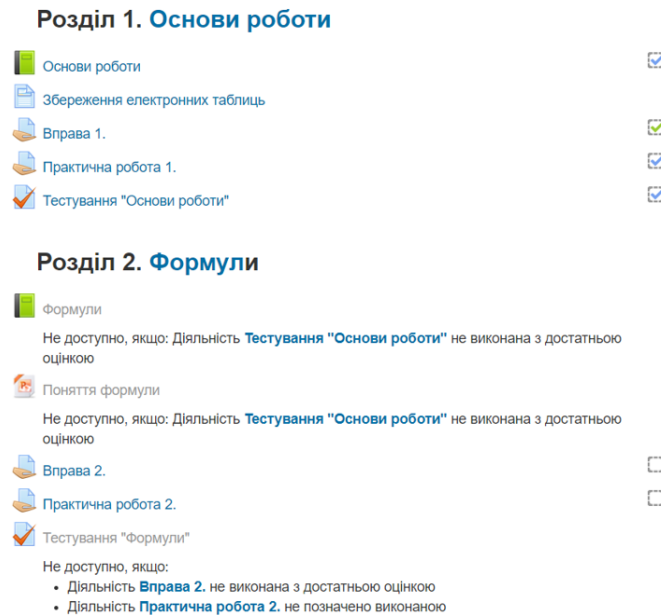 Розділ 1. Основи роботи
Основи роботи
Збереження електронних таблиць
Вправа 1.
Практична робота 1.
Тестування "Основи роботи"
Розділ 2. Формули
Формули
Не доступно, якщо: Діяльність Тестування "Основи роботи" не виконана з достатньою
оцінкою
Поняття формули
Не доступно, якщо: Діяльність Тестування "Основи роботи" не виконана з достатньою
оцінкою
Вправа 2.
Практична робота 2.
Тестування "Формули"
Не доступно, якщо:
• Діяльність Вправа 2. не виконана з достатньою оцінкою
• Діяльність Практична робота 2. не позначено виконаною